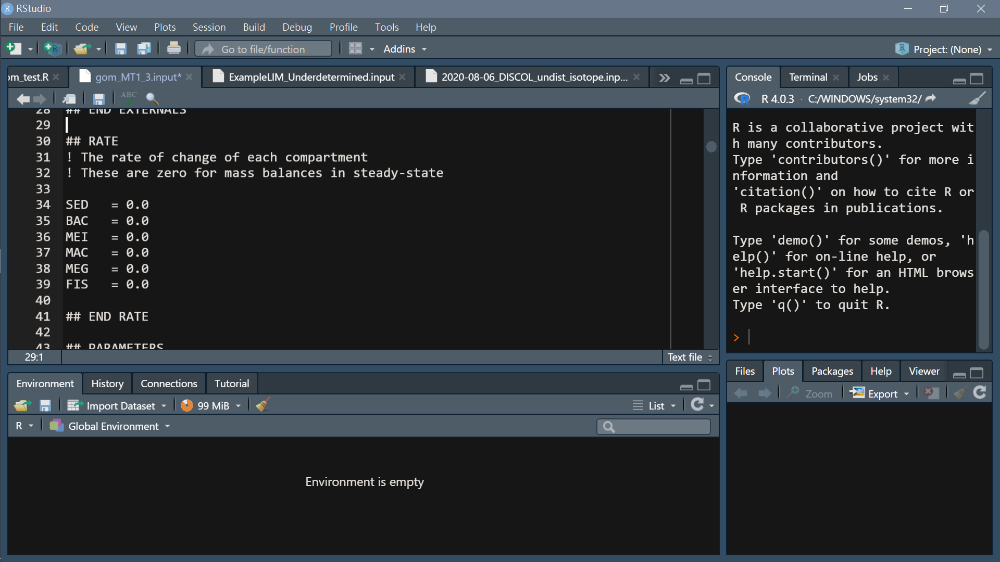 RStudio
File Edit Code View Plots Session Build Debug Profile Tools Help
Go to file/function Addins Project: (None)
om_test.R gom_MT1_3.input* ExampleLIM_Underdetermined.input 2020-08-06_DISCOL_undist_isotope.inp...
ABC
28 ## END EXTERNALS
29
30 ## RATE
31 ! The rate of change of each compartment
32 ! These are zero for mass balances in steady-state
33
34 SED = 0.0
35 BAC = 0.0
36 MEI = 0.0
37 MAC = 0.0
38 MEG = 0.0
39 FIS = 0.0
40
41 ## END RATE
42
43 ## PARAMETERS
29:1 Text file
Environment History Connections Tutorial
Import Dataset 99 MiB List
R Global Environment
Environment is empty
Console Terminal Jobs
R 4.0.3 · C:/WINDOWS/system32/
R is a collaborative project wit
h many contributors.
Type 'contributors()' for more i
nformation and
'citation()' on how to cite R or
R packages in publications.
Type 'demo()' for some demos, 'h
elp()' for on-line help, or
'help.start()' for an HTML brows
er interface to help.
Type 'q()' to quit R.
>
Files Plots Packages Help Viewer
Zoom Export